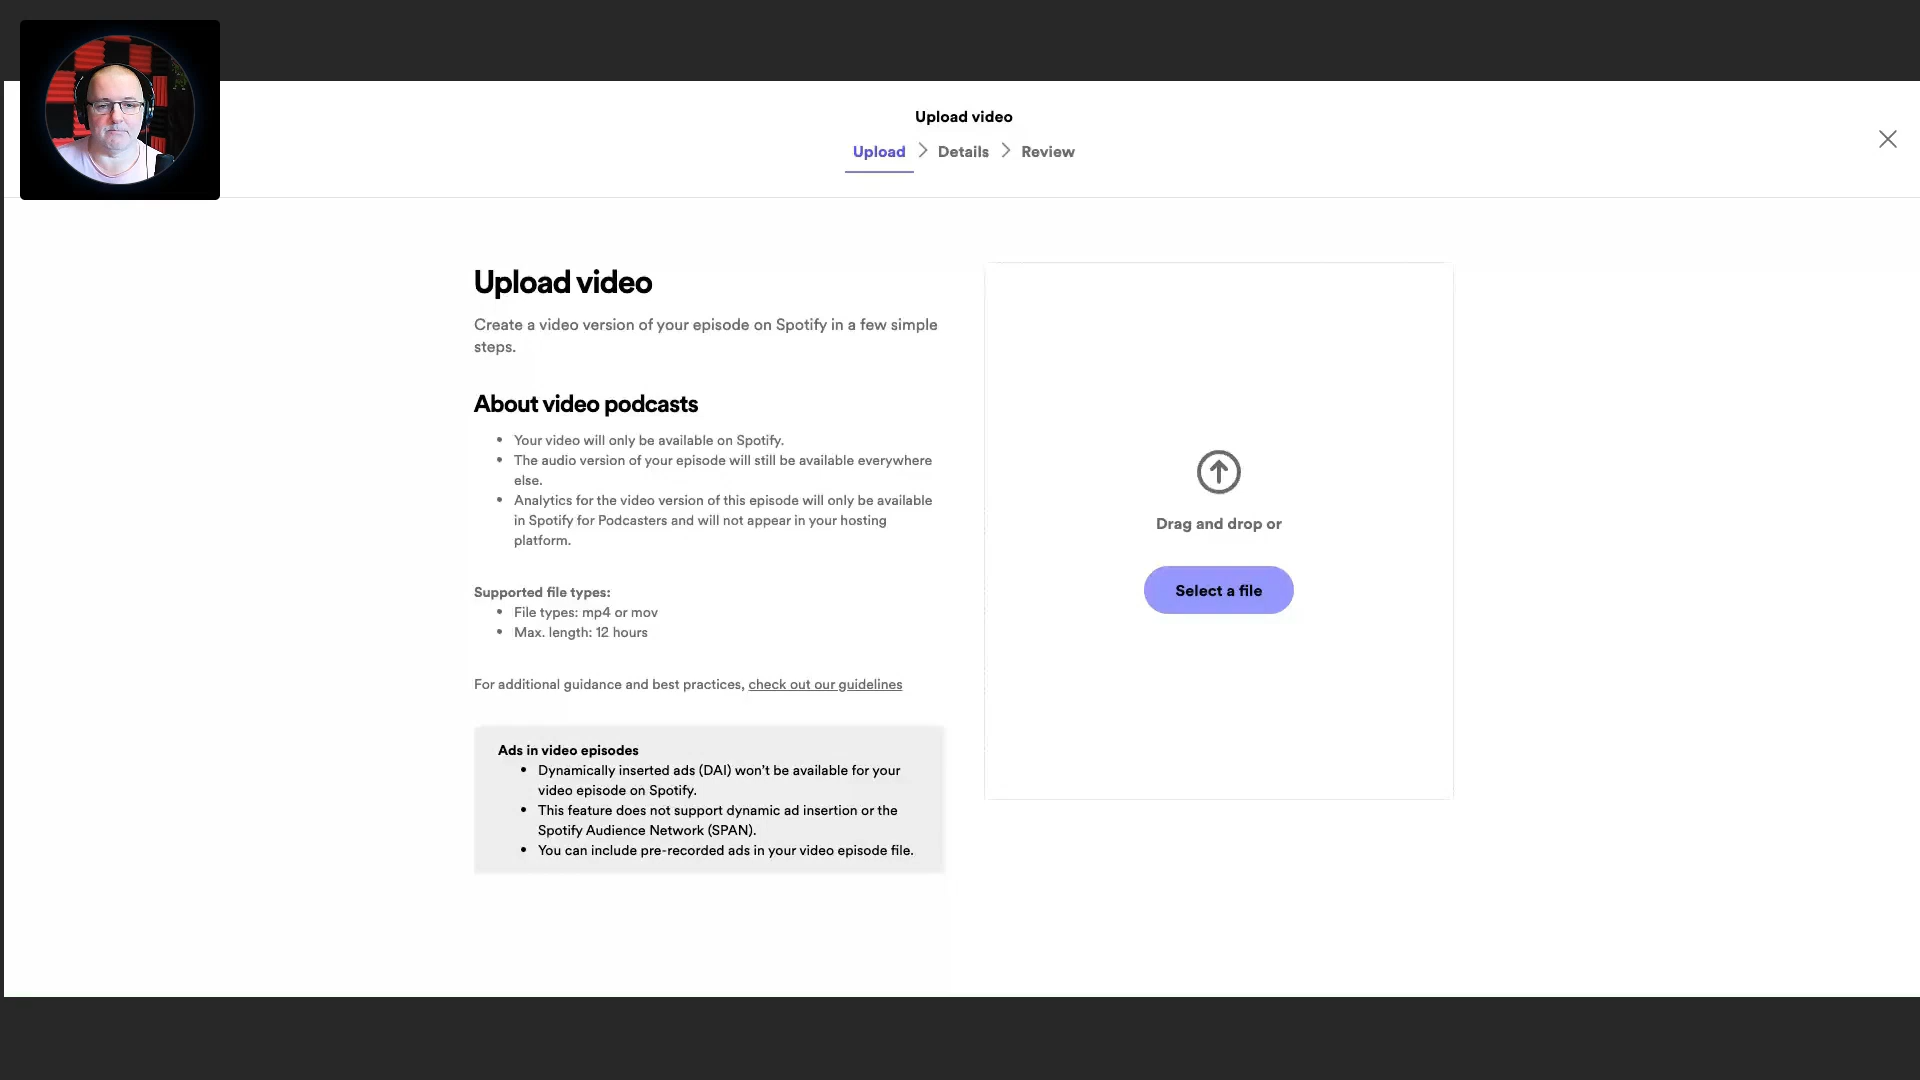 Upload video
Upload > Details > Review
Upload video
Create a video version of your episode on Spotify in a few simple
steps.
About video podcasts
• Your video will only be available on Spotify.
• The audio version of your episode will still be available everywhere
else.
• Analytics for the video version of this episode will only be available
in Spotify for Podcasters and will not appear in your hosting
platform.
Supported file types:
• File types: mp4 or mov
• Max. length: 12 hours
For additional guidance and best practices, check out our guidelines
Ads in video episodes
• Dynamically inserted ads (DAI) won’t be available for your
video episode on Spotify.
• This feature does not support dynamic ad insertion or the
Spotify Audience Network (SPAN).
• You can include pre-recorded ads in your video episode file.
Drag and drop or
Select a file